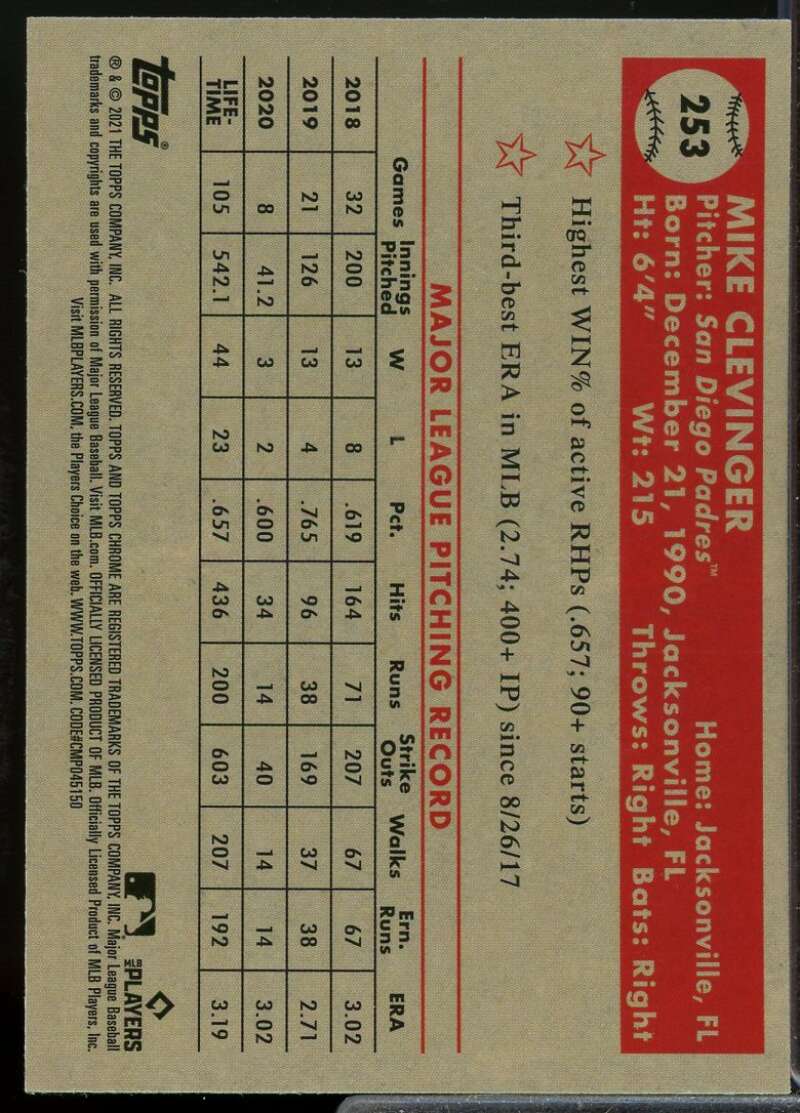 253
MIKE CLEVINGER
Pitcher: San Diego Padres™ Home: Jacksonville, FL
Born: December 21, 1990, Jacksonville, FL
Ht: 6'4" Wt: 215 Throws: Right Bats: Right
Highest WIN% of active RHPs (.657; 90+ starts)
Third-best ERA in MLB (2.74; 400+ IP) since 8/26/17
MAJOR LEAGUE PITCHING RECORD
Games Innings Pitched W L Pct. Hits Runs Strike Outs Walks Ern. Runs ERA
2018 32 200 13 8 .619 164 71 207 67 67 3.02
2019 21 126 13 4 .765 96 38 169 37 38 2.71
2020 8 41.2 3 2 .600 34 14 40 14 14 3.02
LIFE-TIME 105 542.1 44 23 .657 436 200 603 207 192 3.19
topps®
MLB PLAYERS
® & © 2021 THE TOPPS COMPANY, INC. ALL RIGHTS RESERVED. TOPPS AND TOPPS CHROME ARE REGISTERED TRADEMARKS OF THE TOPPS COMPANY, INC. Major League Baseball
trademarks and copyrights are used with permission of Major League Baseball. Visit MLB.com. OFFICIALLY LICENSED PRODUCT OF MLB. Officially Licensed Product of MLB Players, Inc.
Visit MLBPLAYERS.COM, the Players Choice on the web. WWW.TOPPS.COM. CODE#CMP045150